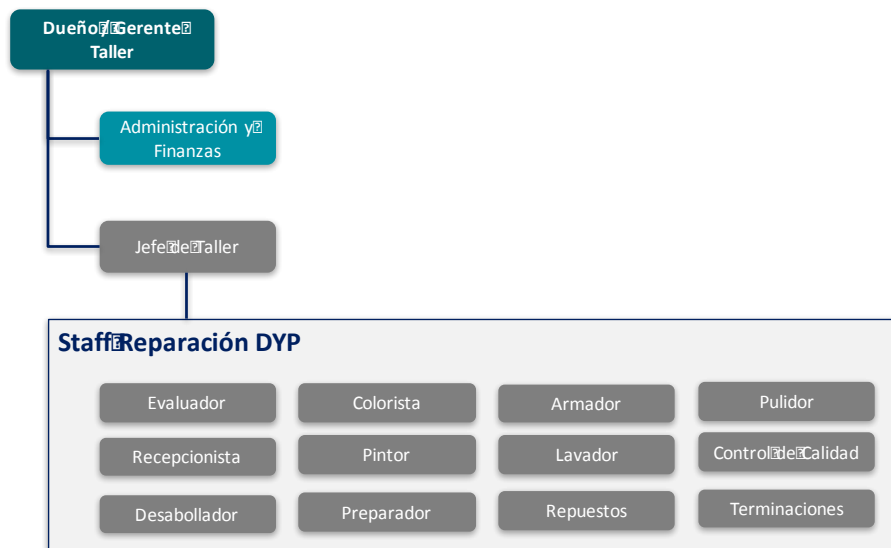 Dueño / Gerente
Taller
Administración y
Finanzas
Jefe de Taller
Staff Reparación DYP
Evaluador
Colorista
Armador
Pulidor
Recepcionista
Pintor
Lavador
Control de Calidad
Desabollador
Preparador
Repuestos
Terminaciones